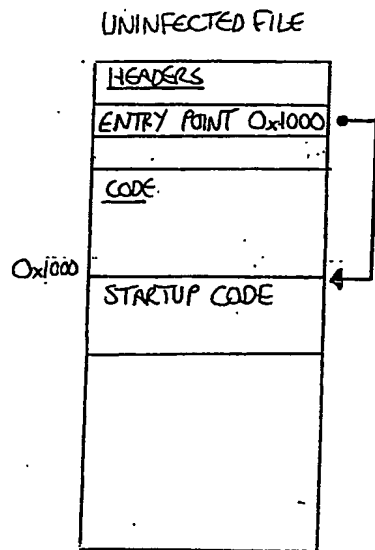 UNINFECTED FILE
HEADERS
ENTRY POINT 0x1000
CODE
0x1000
STARTUP CODE